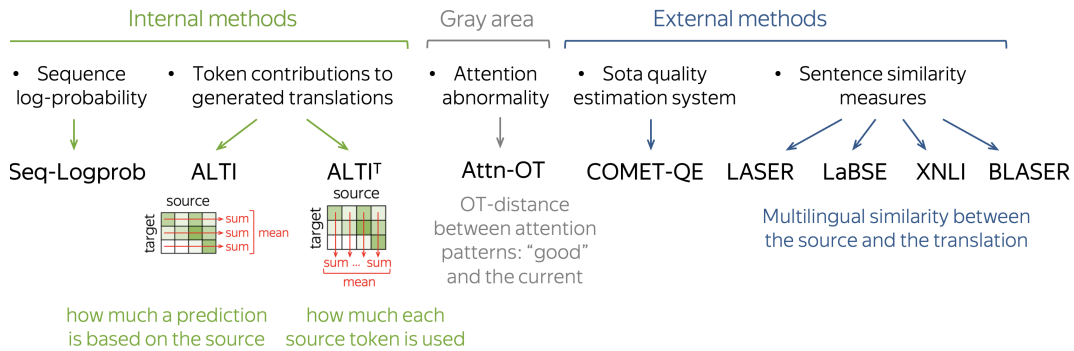 Internal methods
Gray area
External methods
• Sequence log-probability
• Token contributions to generated translations
• Attention abnormality
• Sota quality estimation system
• Sentence similarity measures
Seq-Logprob
ALTI
ALTIᵀ
Attn-OT
COMET-QE
LASER
LaBSE
XNLI
BLASER
source
target
sum
sum
sum
mean
source
target
sum ... sum
mean
OT-distance
between attention
patterns: “good”
and the current
Multilingual similarity between
the source and the translation
how much a prediction
is based on the source
how much each
source token is used